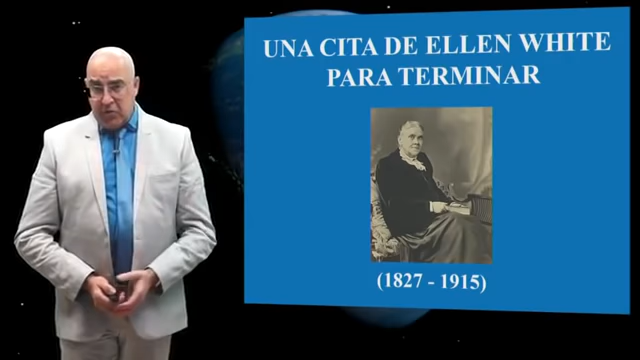 UNA CITA DE ELLEN WHITE
PARA TERMINAR
(1827 - 1915)